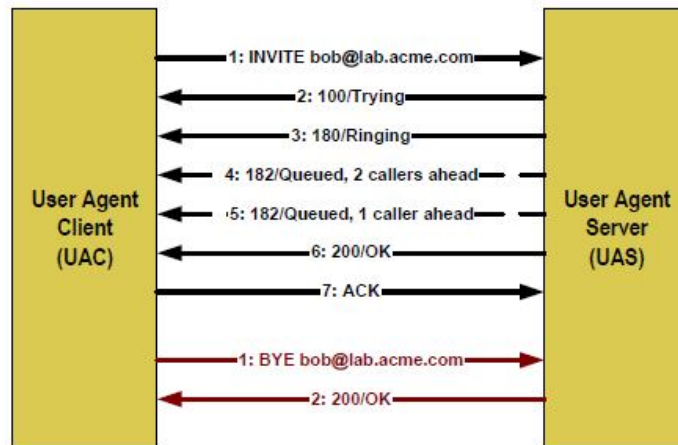 1: INVITE bob@lab.acme.com
2: 100/Trying
3: 180/Ringing
4: 182/Queued, 2 callers ahead
5: 182/Queued, 1 caller ahead
6: 200/OK
7: ACK
User Agent
Client
(UAC)
User Agent
Server
(UAS)
1: BYE bob@lab.acme.com
2: 200/OK